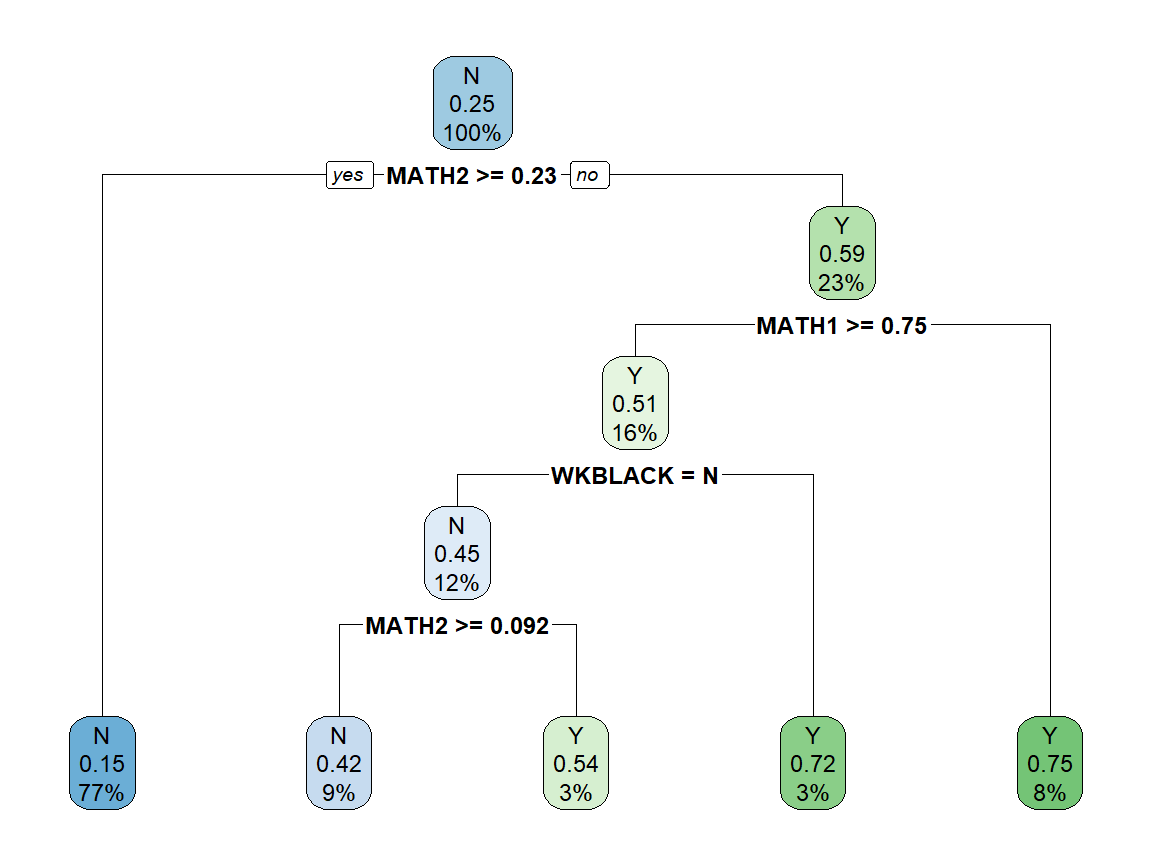 N
0.25
100%
yes MATH2 >= 0.23 no
Y
0.59
23%
MATH1 >= 0.75
Y
0.51
16%
WKBLACK = N
N
0.45
12%
MATH2 >= 0.092
N
0.15
77%
N
0.42
9%
Y
0.54
3%
Y
0.72
3%
Y
0.75
8%